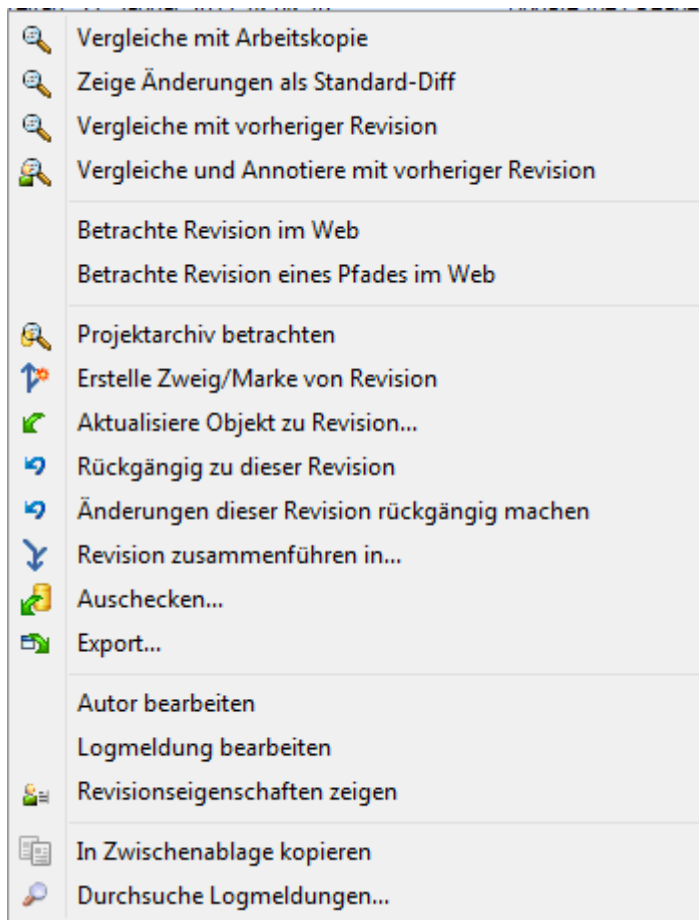 Vergleiche mit Arbeitskopie
Zeige Änderungen als Standard-Diff
Vergleiche mit vorheriger Revision
Vergleiche und Annotiere mit vorheriger Revision
Betrachte Revision im Web
Betrachte Revision eines Pfades im Web
Projektarchiv betrachten
Erstelle Zweig/Marke von Revision
Aktualisiere Objekt zu Revision...
Rückgängig zu dieser Revision
Änderungen dieser Revision rückgängig machen
Revision zusammenführen in...
Auschecken...
Export...
Autor bearbeiten
Logmeldung bearbeiten
Revisionseigenschaften zeigen
In Zwischenablage kopieren
Durchsuche Logmeldungen...